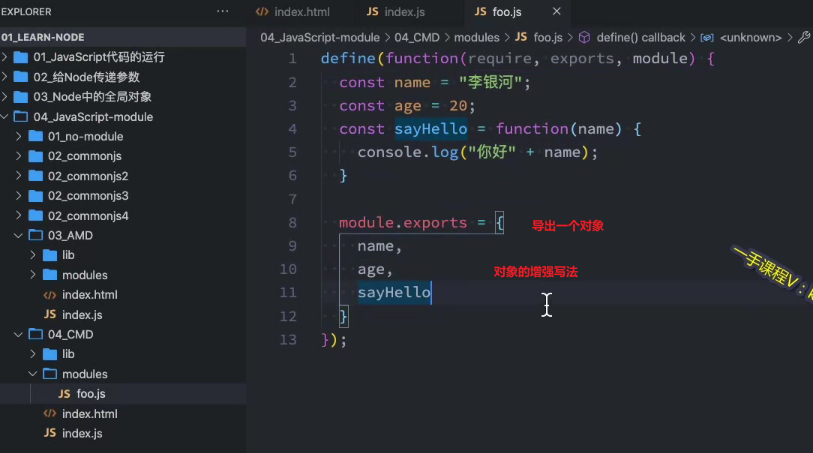 EXPLORER ...
index.html
JS index.js
JS foo.js ×
01_LEARN-NODE
01_JavaScript代码的运行
02_给Node传递参数
03_Node中的全局对象
04_JavaScript-module
01_no-module
02_commonjs
02_commonjs2
02_commonjs3
02_commonjs4
03_AMD
lib
modules
<> index.html
JS index.js
04_CMD
lib
modules
JS foo.js
<> index.html
JS index.js
04_JavaScript-module > 04_CMD > modules > JS foo.js > define() callback > <unknown>
1 define(function(require, exports, module) {
2 const name = "李银河";
3 const age = 20;
4 const sayHello = function(name) {
5 console.log("你好" + name);
6 }
7
8 module.exports = { 导出一个对象
9 name,
10 age, 对象的增强写法
11 sayHello
12 }
13 });
一手课程V: